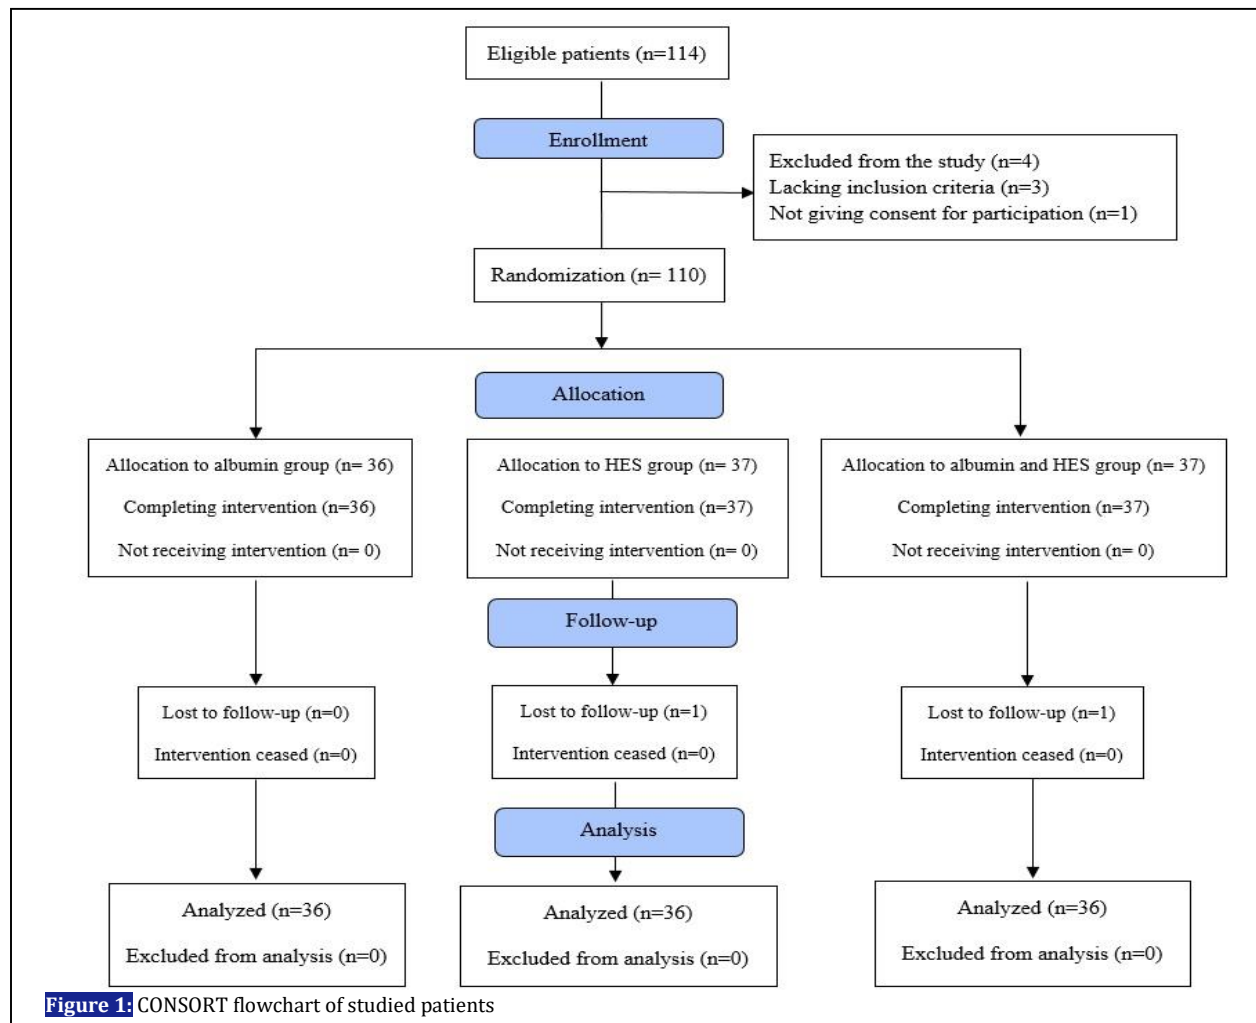 Eligible patients (n=114)
Enrollment
Excluded from the study (n=4)
Lacking inclusion criteria (n=3)
Not giving consent for participation (n=1)
Randomization (n= 110)
Allocation
Allocation to albumin group (n= 36)
Completing intervention (n=36)
Not receiving intervention (n= 0)
Allocation to HES group (n= 37)
Completing intervention (n=37)
Not receiving intervention (n= 0)
Allocation to albumin and HES group (n= 37)
Completing intervention (n=37)
Not receiving intervention (n= 0)
Follow-up
Lost to follow-up (n=0)
Intervention ceased (n=0)
Lost to follow-up (n=1)
Intervention ceased (n=0)
Lost to follow-up (n=1)
Intervention ceased (n=0)
Analysis
Analyzed (n=36)
Excluded from analysis (n=0)
Analyzed (n=36)
Excluded from analysis (n=0)
Analyzed (n=36)
Excluded from analysis (n=0)
Figure 1: CONSORT flowchart of studied patients